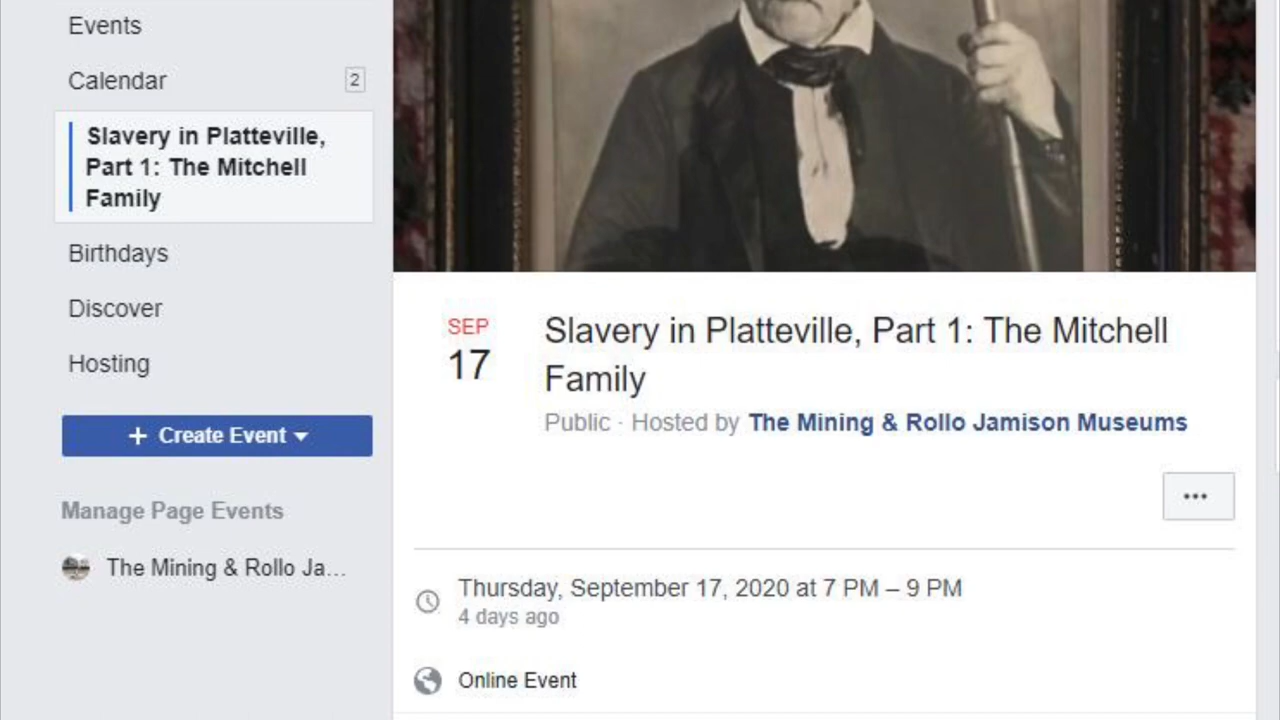 Events
Calendar 2
Slavery in Platteville,
Part 1: The Mitchell
Family
Birthdays
Discover
Hosting
+ Create Event
Manage Page Events
The Mining & Rollo Ja...
SEP
17
Slavery in Platteville, Part 1: The Mitchell
Family
Public · Hosted by The Mining & Rollo Jamison Museums
Thursday, September 17, 2020 at 7 PM – 9 PM
4 days ago
Online Event